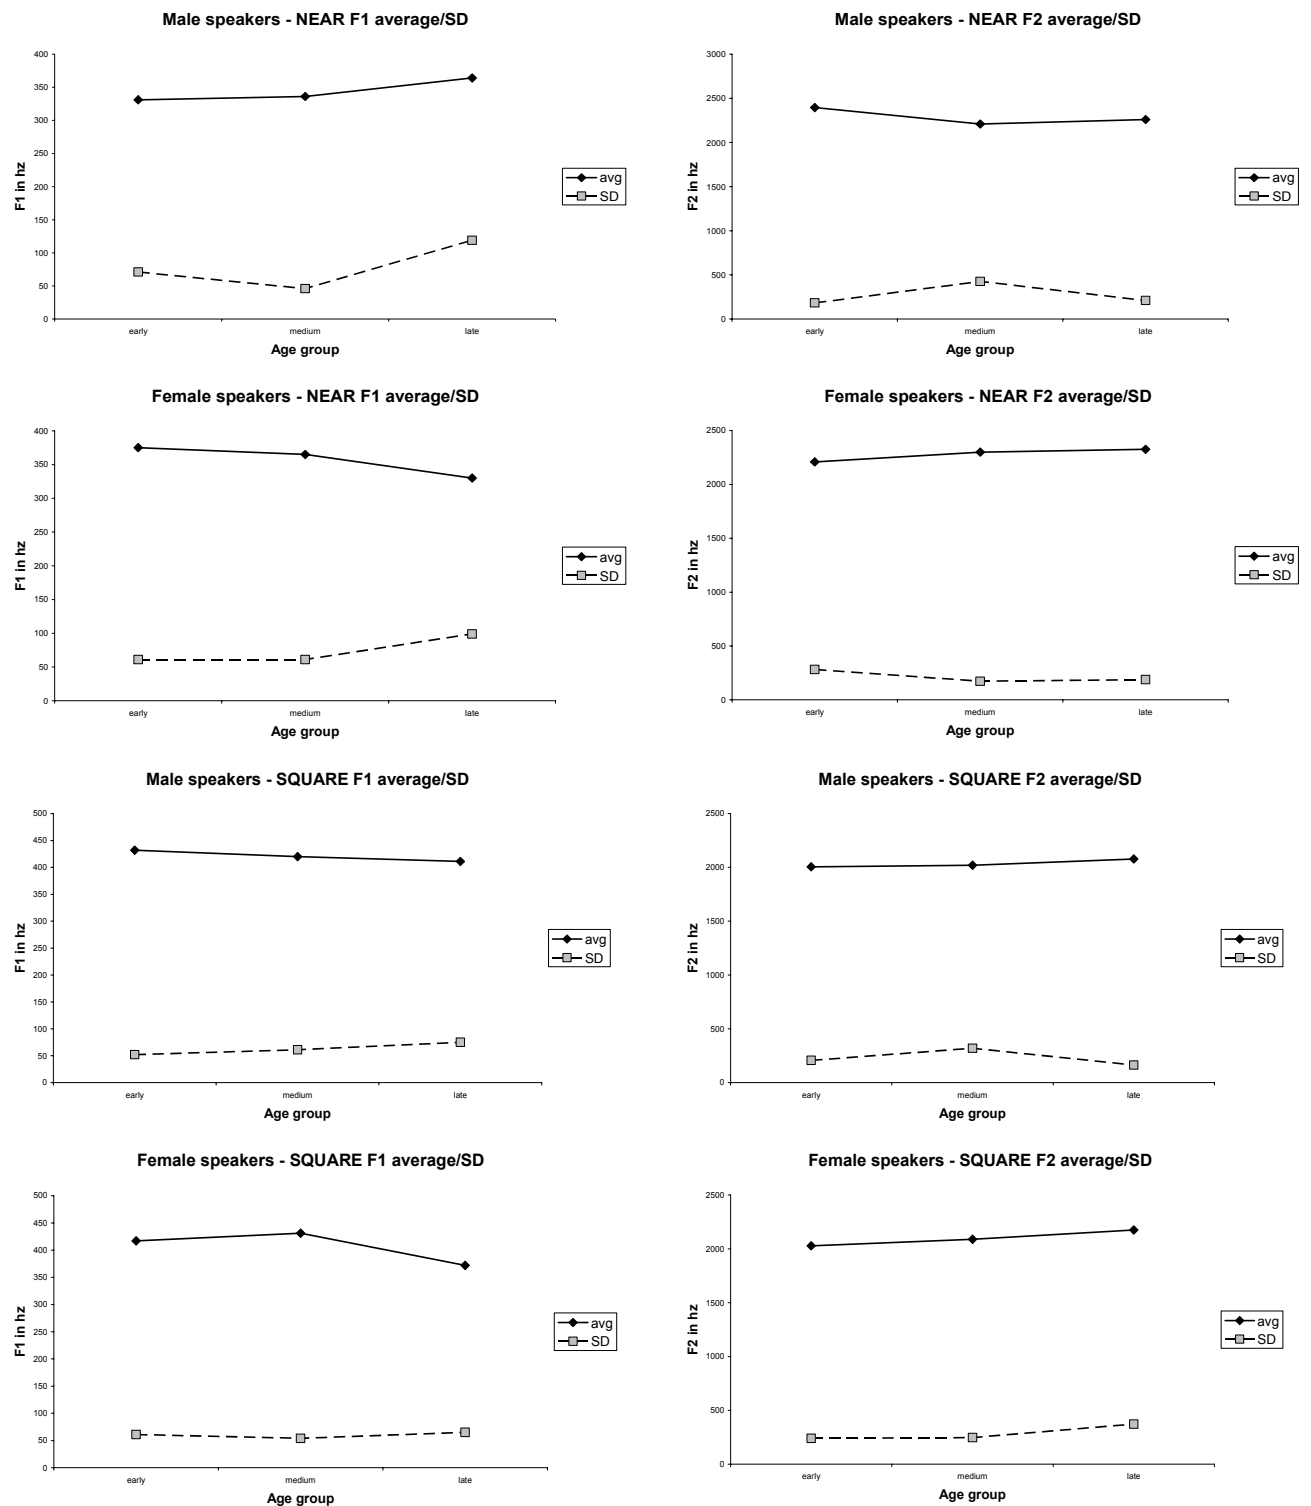 Male speakers - NEAR F1 average/SD
400
350
300
250
200
150
100
50
0
F1 in hz
early medium late
Age group
avg
SD
Male speakers - NEAR F2 average/SD
3000
2500
2000
1500
1000
500
0
F2 in hz
early medium late
Age group
avg
SD
Female speakers - NEAR F1 average/SD
400
350
300
250
200
150
100
50
0
F1 in hz
early medium late
Age group
avg
SD
Female speakers - NEAR F2 average/SD
2500
2000
1500
1000
500
0
F2 in hz
early medium late
Age group
avg
SD
Male speakers - SQUARE F1 average/SD
500
450
400
350
300
250
200
150
100
50
0
F1 in hz
early medium late
Age group
avg
SD
Male speakers - SQUARE F2 average/SD
2500
2000
1500
1000
500
0
F2 in hz
early medium late
Age group
avg
SD
Female speakers - SQUARE F1 average/SD
500
450
400
350
300
250
200
150
100
50
0
F1 in hz
early medium late
Age group
avg
SD
Female speakers - SQUARE F2 average/SD
2500
2000
1500
1000
500
0
F2 in hz
early medium late
Age group
avg
SD